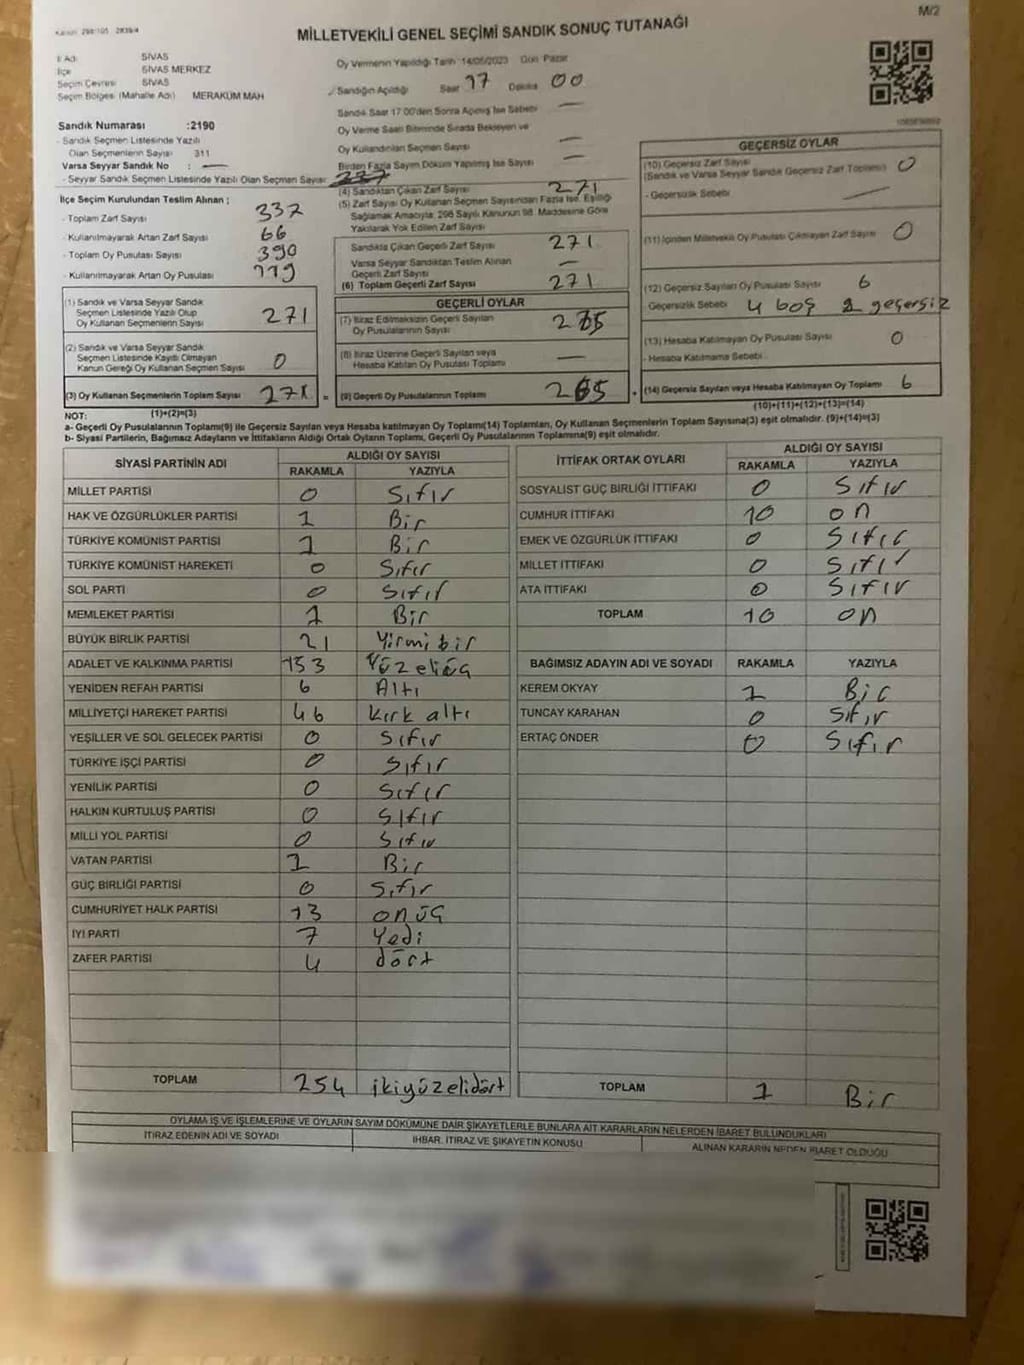 M/2
Kanun: 298/105 2839/4
MİLLETVEKİLİ GENEL SEÇİMİ SANDIK SONUÇ TUTANAĞI
İl Adı SİVAS
İlçe SİVAS MERKEZ
Seçim Çevresi SİVAS
Seçim Bölgesi (Mahalle Adı) MERAKÜM MAH
Sandık Numarası :2190
- Sandık Seçmen Listesinde Yazılı
Olan Seçmenlerin Sayısı 311
Varsa Seyyar Sandık No : —
- Seyyar Sandık Seçmen Listesinde Yazılı Olan Seçmen Sayısı
İlçe Seçim Kurulundan Teslim Alınan ;
- Toplam Zarf Sayısı 337
- Kullanılmayarak Artan Zarf Sayısı 66
- Toplam Oy Pusulası Sayısı 390
- Kullanılmayarak Artan Oy Pusulası 119
Oy Vermenin Yapıldığı Tarih 14/05/2023 Gün Pazar
Sandığın Açıldığı Saat 17 Dakika 00
Sandık Saat 17.00'den Sonra Açılmış İse Sebebi —
Oy Verme Saati Bitiminde Sırada Bekleyen ve
Oy Kullandırılan Seçmen Sayısı —
Birden Fazla Sayım Döküm Yapılmış İse Sayısı —
(4) Sandıktan Çıkan Zarf Sayısı 271
(5) Zarf Sayısı Oy Kullanan Seçmen Sayısından Fazla İse, Eşitliği
Sağlamak Amacıyla; 298 Sayılı Kanunun 98. Maddesine Göre
Yakılarak Yok Edilen Zarf Sayısı
Sandıkta Çıkan Geçerli Zarf Sayısı 271
Varsa Seyyar Sandıktan Teslim Alınan
Geçerli Zarf Sayısı —
(6) Toplam Geçerli Zarf Sayısı 271
GEÇERSİZ OYLAR
(10) Geçersiz Zarf Sayısı
(Sandık ve Varsa Seyyar Sandık Geçersiz Zarf Toplamı) 0
- Geçersizlik Sebebi —
(11) İçinden Milletvekili Oy Pusulası Çıkmayan Zarf Sayısı 0
(12) Geçersiz Sayılan Oy Pusulası Sayısı 6
Geçersizlik Sebebi 4 boş 2 geçersiz
(13) Hesaba Katılmayan Oy Pusulası Sayısı 0
- Hesaba Katılmama Sebebi
(14) Geçersiz Sayılan veya Hesaba Katılmayan Oy Toplamı 6
(10)+(11)+(12)+(13)=(14)
(1) Sandık ve Varsa Seyyar Sandık
Seçmen Listesinde Yazılı Olup
Oy Kullanan Seçmenlerin Sayısı 271
(2) Sandık ve Varsa Seyyar Sandık
Seçmen Listesinde Kayıtlı Olmayan
Kanun Gereği Oy Kullanan Seçmen Sayısı 0
(3) Oy Kullanan Seçmenlerin Toplam Sayısı 271 =
(1)+(2)=(3)
GEÇERLİ OYLAR
(7) İtiraz Edilmeksizin Geçerli Sayılan
Oy Pusulalarının Sayısı 265
(8) İtiraz Üzerine Geçerli Sayılan veya
Hesaba Katılan Oy Pusulası Toplamı —
(9) Geçerli Oy Pusulalarının Toplamı 265 +
NOT:
a- Geçerli Oy Pusulalarının Toplamı(9) ile Geçersiz Sayılan veya Hesaba katılmayan Oy Toplamı(14) Toplamları, Oy Kullanan Seçmenlerin Toplam Sayısına(3) eşit olmalıdır. (9)+(14)=(3)
b- Siyasi Partilerin, Bağımsız Adayların ve İttifakların Aldığı Ortak Oyların Toplamı, Geçerli Oy Pusulalarının Toplamına(9) eşit olmalıdır.
SİYASİ PARTİNİN ADI ALDIĞI OY SAYISI
RAKAMLA YAZIYLA
MİLLET PARTİSİ 0 Sıfır
HAK VE ÖZGÜRLÜKLER PARTİSİ 1 Bir
TÜRKİYE KOMÜNİST PARTİSİ 1 Bir
TÜRKİYE KOMÜNİST HAREKETİ 0 Sıfır
SOL PARTİ 0 Sıfır
MEMLEKET PARTİSİ 1 Bir
BÜYÜK BİRLİK PARTİSİ 21 Yirmi bir
ADALET VE KALKINMA PARTİSİ 153 Yüzelliüç
YENİDEN REFAH PARTİSİ 6 Altı
MİLLİYETÇİ HAREKET PARTİSİ 46 Kırk altı
YEŞİLLER VE SOL GELECEK PARTİSİ 0 Sıfır
TÜRKİYE İŞÇİ PARTİSİ 0 Sıfır
YENİLİK PARTİSİ 0 Sıfır
HALKIN KURTULUŞ PARTİSİ 0 Sıfır
MİLLİ YOL PARTİSİ 0 Sıfır
VATAN PARTİSİ 1 Bir
GÜÇ BİRLİĞİ PARTİSİ 0 Sıfır
CUMHURİYET HALK PARTİSİ 13 onüç
İYİ PARTİ 7 Yedi
ZAFER PARTİSİ 4 dört
TOPLAM 254 ikiyüzelidört
İTTİFAK ORTAK OYLARI ALDIĞI OY SAYISI
RAKAMLA YAZIYLA
SOSYALİST GÜÇ BİRLİĞİ İTTİFAKI 0 Sıfır
CUMHUR İTTİFAKI 10 on
EMEK VE ÖZGÜRLÜK İTTİFAKI 0 Sıfır
MİLLET İTTİFAKI 0 Sıfır
ATA İTTİFAKI 0 Sıfır
TOPLAM 10 on
BAĞIMSIZ ADAYIN ADI VE SOYADI RAKAMLA YAZIYLA
KEREM OKYAY 1 Bir
TUNCAY KARAHAN 0 Sıfır
ERTAÇ ÖNDER 0 Sıfır
TOPLAM 1 Bir
OYLAMA İŞ VE İŞLEMLERİNE VE OYLARIN SAYIM DÖKÜMÜNE DAİR ŞİKAYETLERLE BUNLARA AİT KARARLARIN NELERDEN İBARET BULUNDUKLARI
İTİRAZ EDENİN ADI VE SOYADI İHBAR, İTİRAZ VE ŞİKAYETİN KONUSU ALINAN KARARIN NEDEN İBARET OLDUĞU